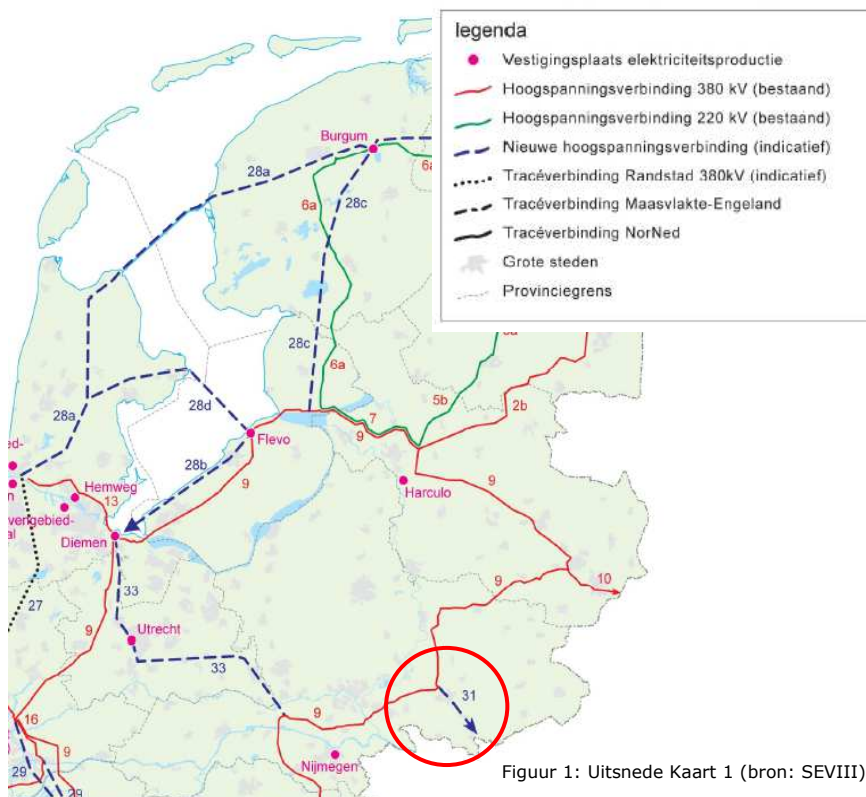 legenda
Vestigingsplaats elektriciteitsproductie
Hoogspanningsverbinding 380 kV (bestaand)
Hoogspanningsverbinding 220 kV (bestaand)
Nieuwe hoogspanningsverbinding (indicatief)
Tracéverbinding Randstad 380kV (indicatief)
Tracéverbinding Maasvlakte-Engeland
Tracéverbinding NorNed
Grote steden
Provinciegrens
Burgum
28a
6a
28c
6a
28c
6a
28d
28a
5b
2b
7
9
Flevo
28b
9
9
Harculo
Hemweg
13
Diemen
33
27
9
Utrecht
33
9
10
31
9
16
9
29
29
Nijmegen
Figuur 1: Uitsnede Kaart 1 (bron: SEVIII)